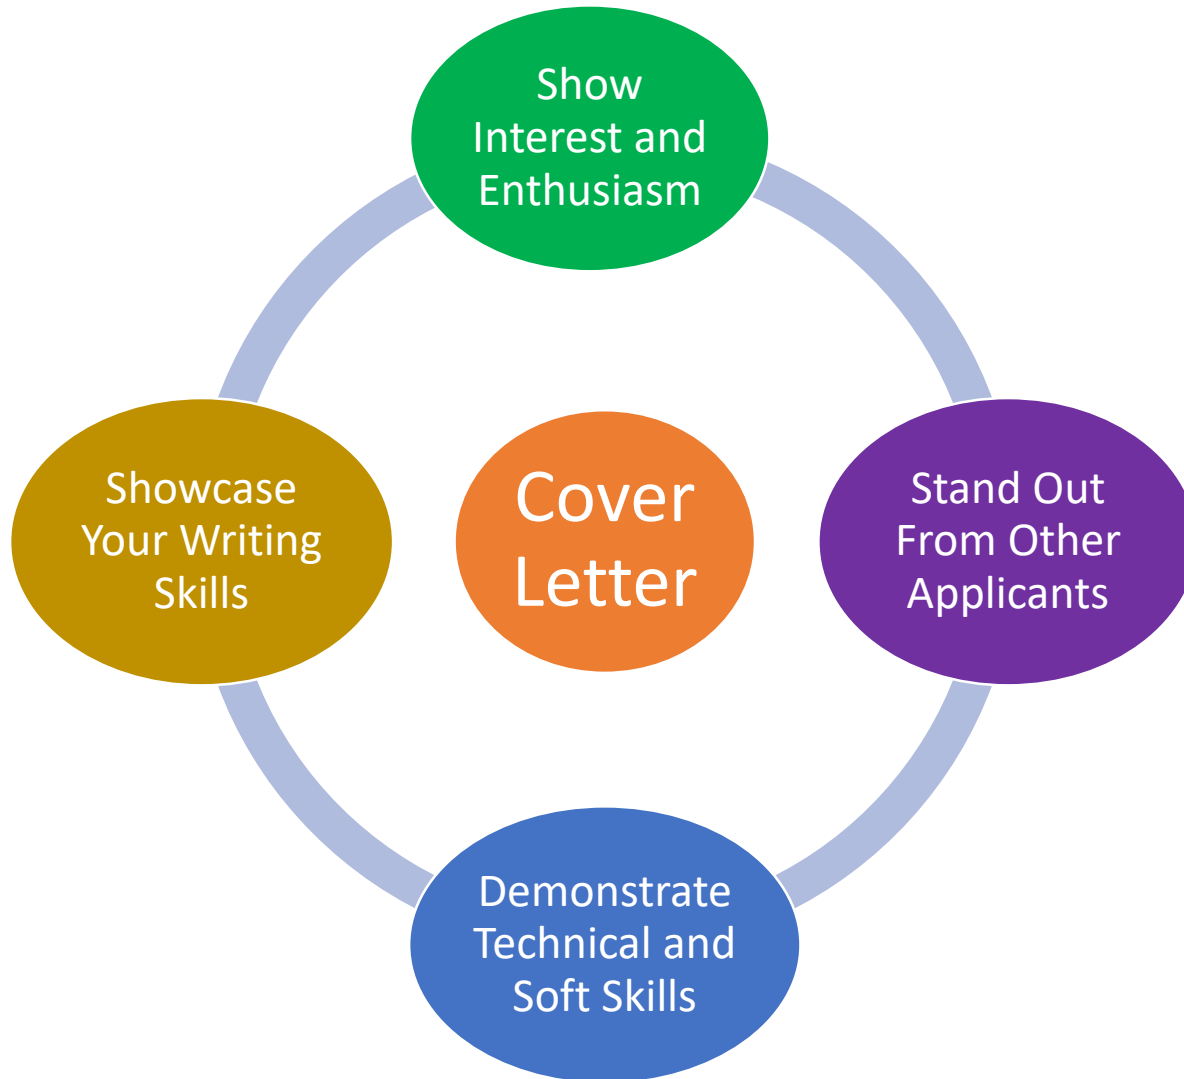 Show
Interest and
Enthusiasm
Showcase
Your Writing
Skills
Cover
Letter
Stand Out
From Other
Applicants
Demonstrate
Technical and
Soft Skills